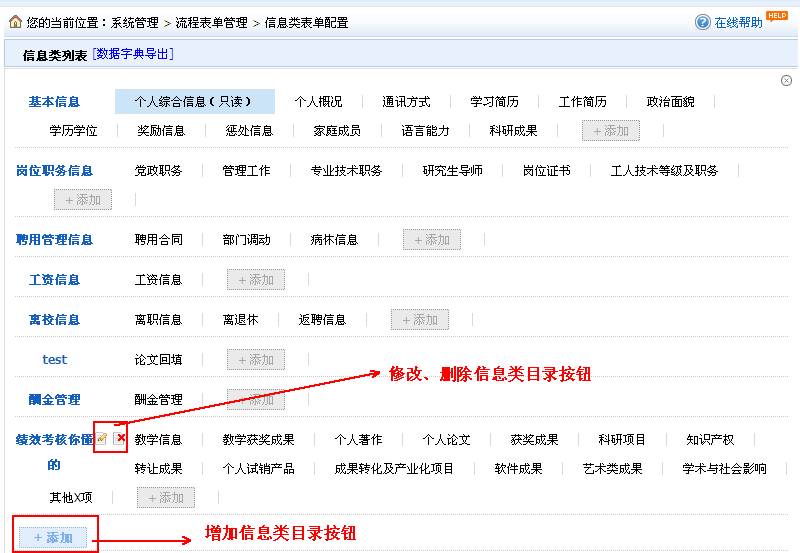 您的当前位置：系统管理 > 流程表单管理 > 信息类表单配置 在线帮助 HELP
信息类列表 [数据字典导出]
基本信息 个人综合信息（只读） 个人概况 通讯方式 学习简历 工作简历 政治面貌
学历学位 奖励信息 惩处信息 家庭成员 语言能力 科研成果 +添加
岗位职务信息 党政职务 管理工作 专业技术职务 研究生导师 岗位证书 工人技术等级及职务
+添加
聘用管理信息 聘用合同 部门调动 病休信息 +添加
工资信息 工资信息 +添加
离校信息 离职信息 离退休 返聘信息 +添加
test 论文回填 +添加
修改、删除信息类目录按钮
酬金管理 酬金管理 +添加
绩效考核你懂的 教学信息 教学获奖成果 个人著作 个人论文 获奖成果 科研项目 知识产权
转让成果 个人试销产品 成果转化及产业化项目 软件成果 艺术类成果 学术与社会影响
其他X项 +添加
+添加 增加信息类目录按钮